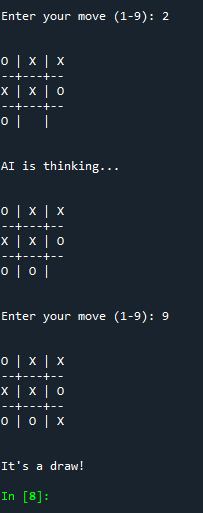 Enter your move (1-9): 2
O | X | X
--+---+--
X | X | O
--+---+--
O |   |
AI is thinking...
O | X | X
--+---+--
X | X | O
--+---+--
O | O |
Enter your move (1-9): 9
O | X | X
--+---+--
X | X | O
--+---+--
O | O | X
It's a draw!
In [8]: